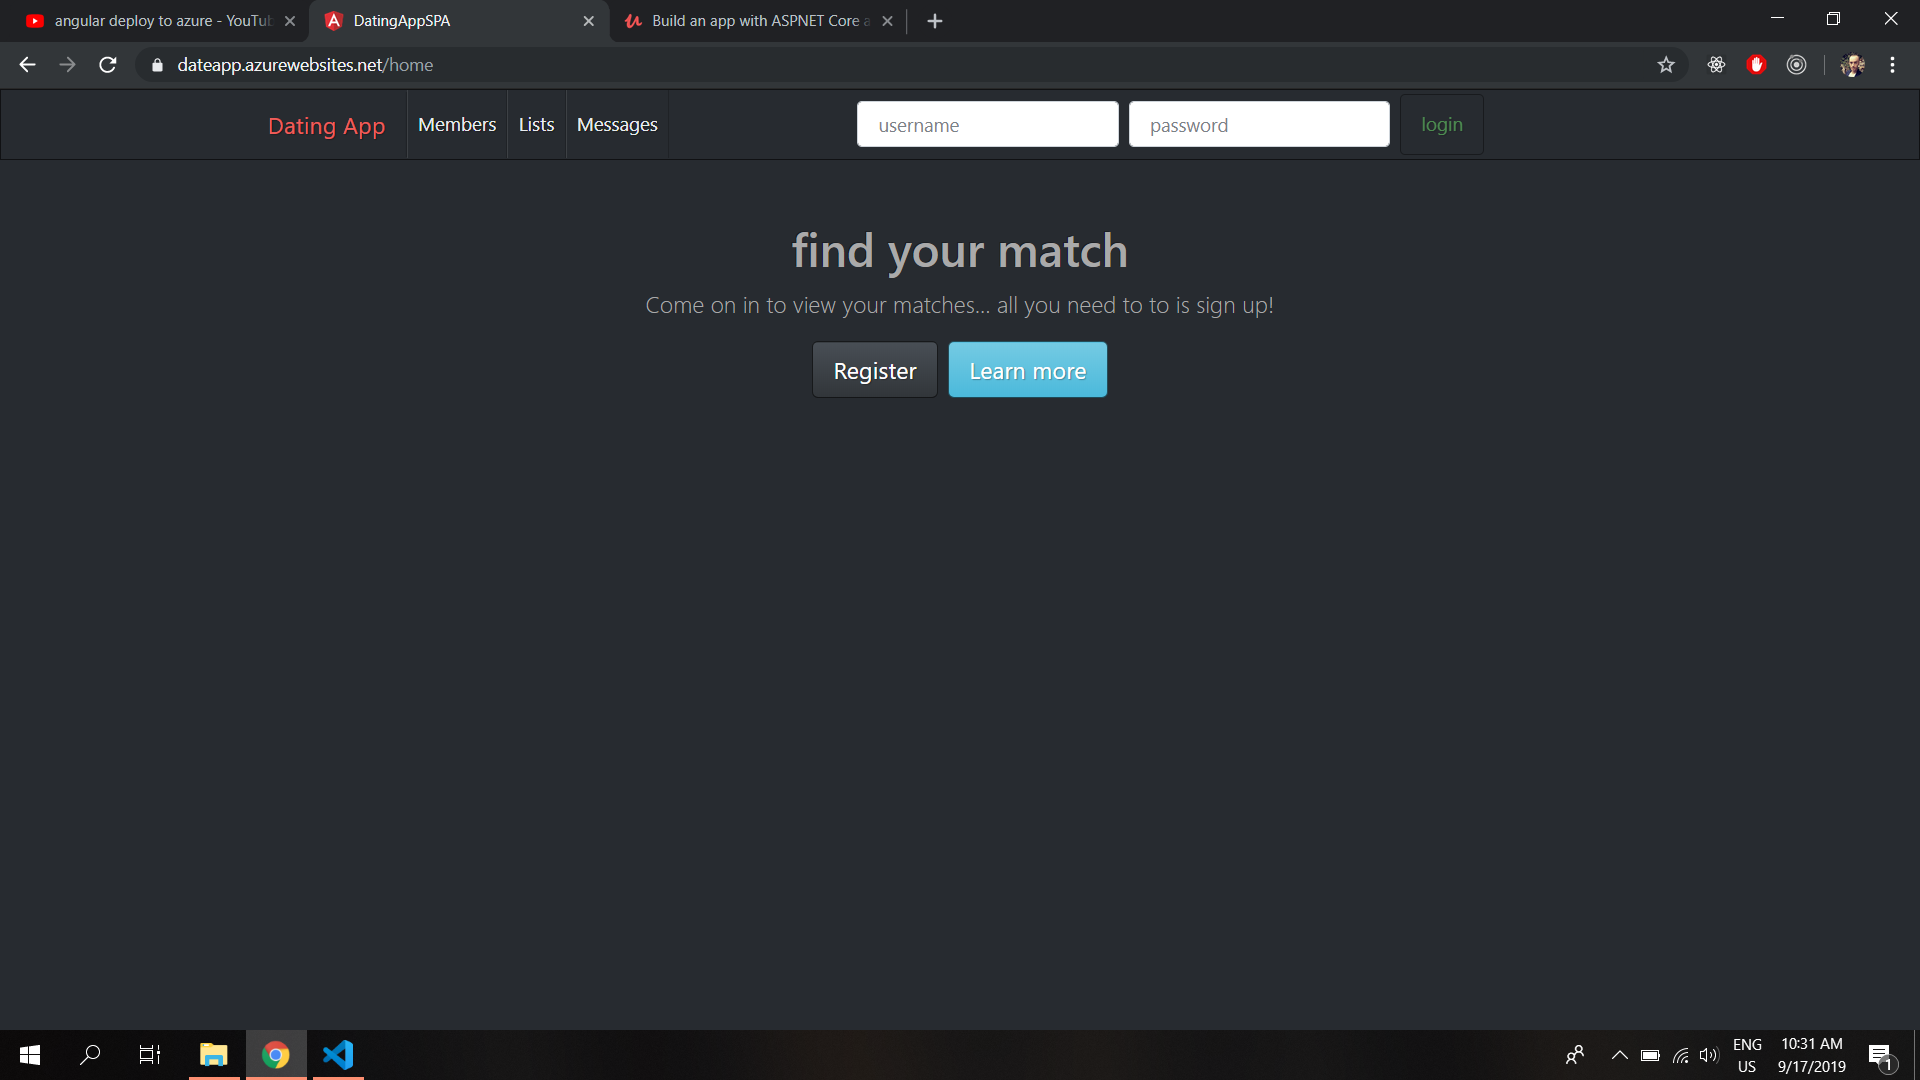 angular deploy to azure - YouTub
DatingAppSPA
Build an app with ASPNET Core a
dateapp.azurewebsites.net/home
Dating App
Members
Lists
Messages
username
password
login
find your match
Come on in to view your matches... all you need to to is sign up!
Register
Learn more
ENG
US
10:31 AM
9/17/2019
1